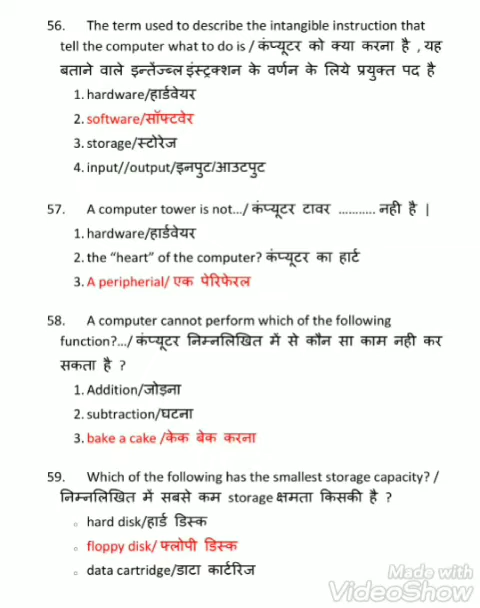 56. The term used to describe the intangible instruction that
tell the computer what to do is / कंप्यूटर को क्या करना है , यह
बताने वाले इन्तेंज्ब्ल इंस्ट्रक्शन के वर्णन के लिये प्रयुक्त पद है
1. hardware/हार्डवेयर
2. software/सॉफ्टवेर
3. storage/स्टोरेज
4. input//output/इनपुट/आउटपुट
57. A computer tower is not.../ कंप्यूटर टावर ........... नही है |
1. hardware/हार्डवेयर
2. the “heart” of the computer? कंप्यूटर का हार्ट
3. A peripherial/ एक पेरिफेरल
58. A computer cannot perform which of the following
function?.../ कंप्यूटर निम्नलिखित में से कौन सा काम नही कर
सकता है ?
1. Addition/जोड़ना
2. subtraction/घटना
3. bake a cake /केक बेक करना
59. Which of the following has the smallest storage capacity? /
निम्नलिखित में सबसे कम storage क्षमता किसकी है ?
◦ hard disk/हार्ड डिस्क
◦ floppy disk/ फ्लोपी डिस्क
◦ data cartridge/डाटा कार्टरिज
Made with
VideoShow